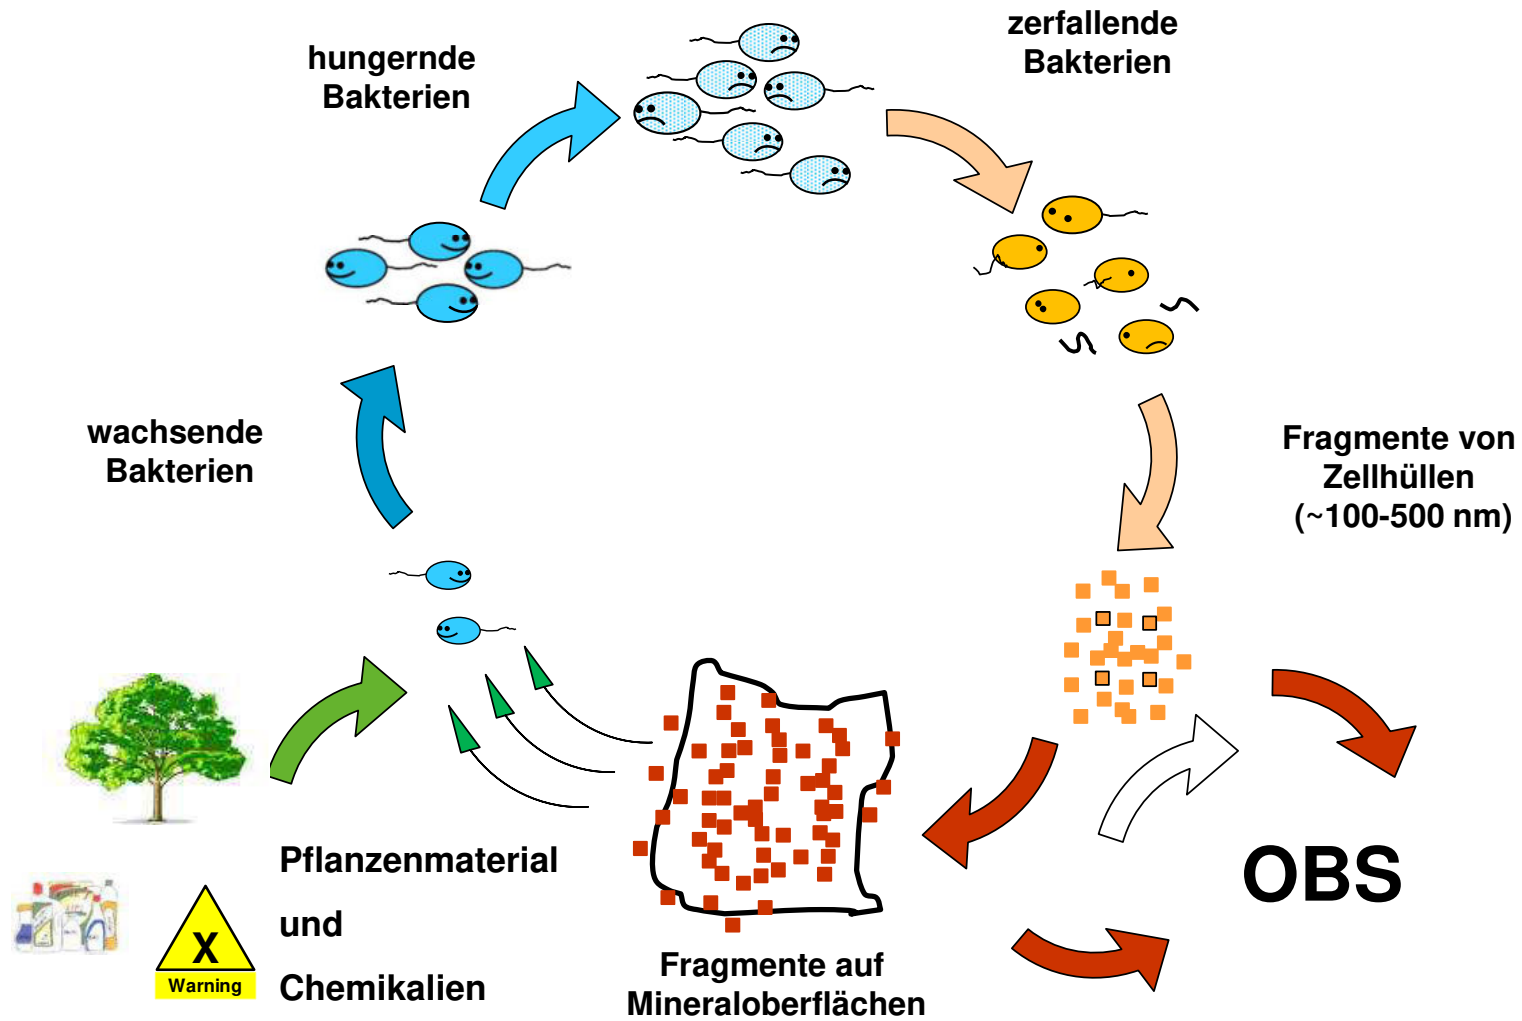 hungernde
Bakterien
zerfallende
Bakterien
wachsende
Bakterien
Fragmente von
Zellhüllen
(~100-500 nm)
OBS
Pflanzenmaterial
und
Chemikalien
X
Warning
Fragmente auf
Mineraloberflächen